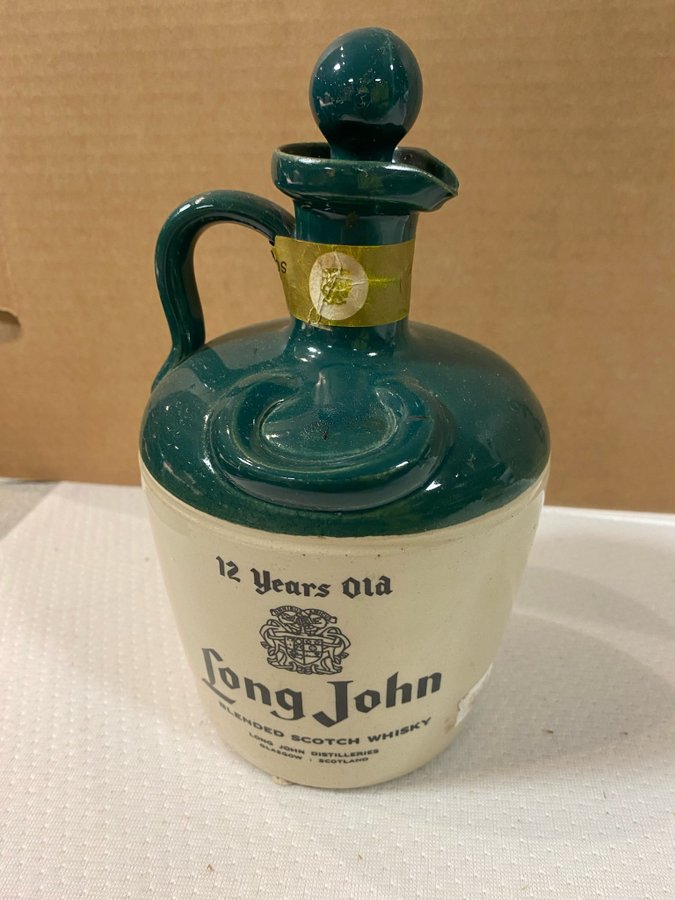 12 Years Old
Long John
BLENDED SCOTCH WHISKY
LONG JOHN DISTILLERIES
GLASGOW · SCOTLAND